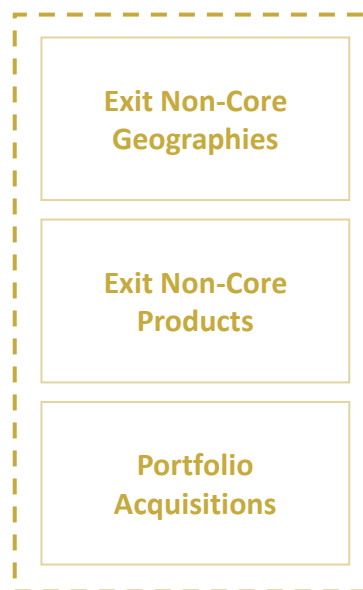 Exit Non-Core
Geographies
Exit Non-Core
Products
Portfolio
Acquisitions